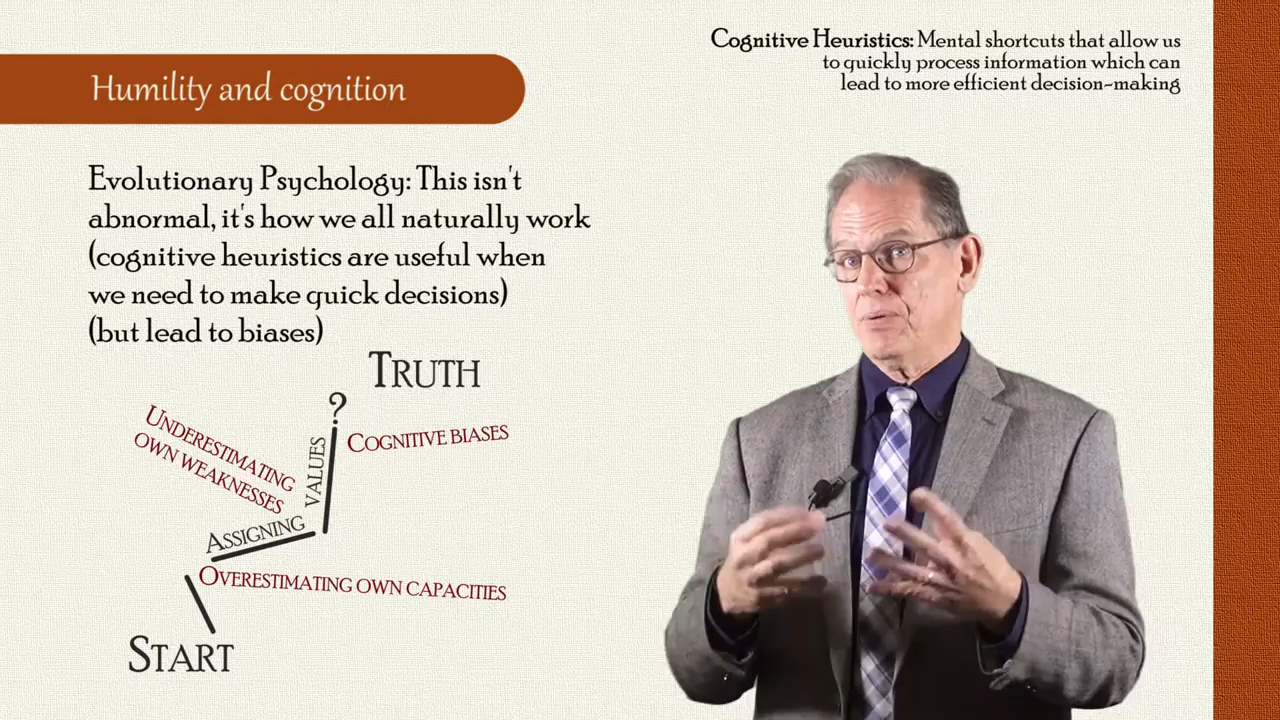 Humility and cognition
Cognitive Heuristics: Mental shortcuts that allow us
to quickly process information which can
lead to more efficient decision-making
Evolutionary Psychology: This isn't
abnormal, it's how we all naturally work
(cognitive heuristics are useful when
we need to make quick decisions)
(but lead to biases)
TRUTH
?
COGNITIVE BIASES
UNDERESTIMATING
OWN WEAKNESSES
VALUES
ASSIGNING
OVERESTIMATING OWN CAPACITIES
START